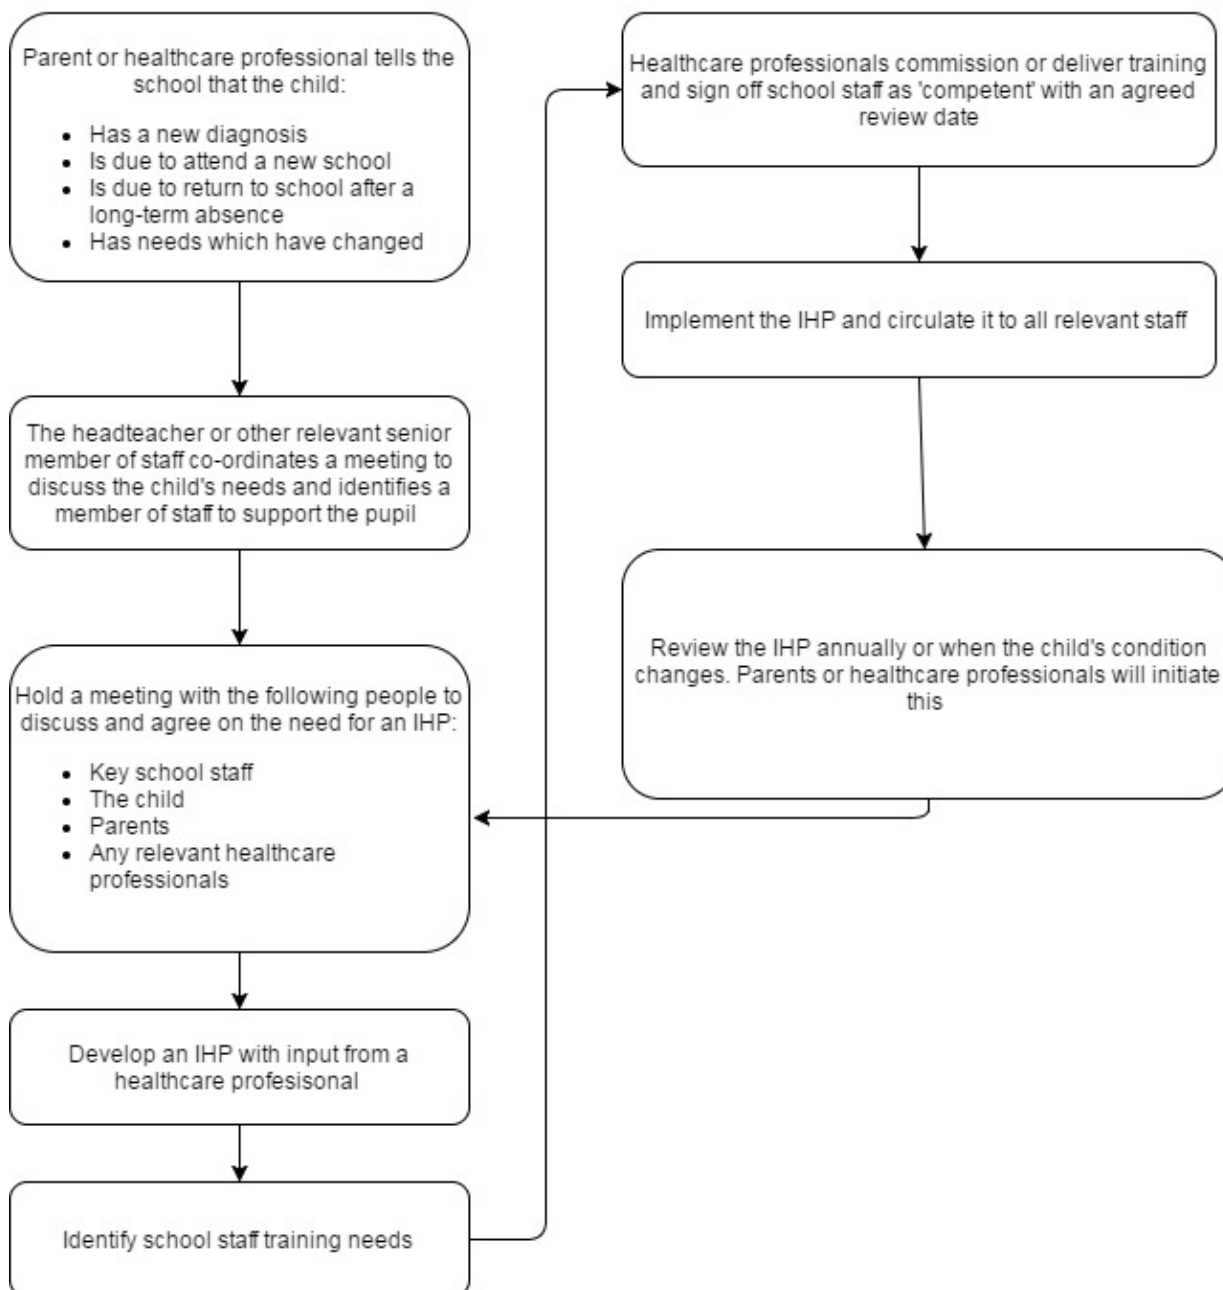 Parent or healthcare professional tells the
school that the child:
• Has a new diagnosis
• Is due to attend a new school
• Is due to return to school after a
long-term absence
• Has needs which have changed
The headteacher or other relevant senior
member of staff co-ordinates a meeting to
discuss the child's needs and identifies a
member of staff to support the pupil
Hold a meeting with the following people to
discuss and agree on the need for an IHP:
• Key school staff
• The child
• Parents
• Any relevant healthcare
professionals
Develop an IHP with input from a
healthcare profesisonal
Identify school staff training needs
Healthcare professionals commission or deliver training
and sign off school staff as 'competent' with an agreed
review date
Implement the IHP and circulate it to all relevant staff
Review the IHP annually or when the child's condition
changes. Parents or healthcare professionals will initiate
this